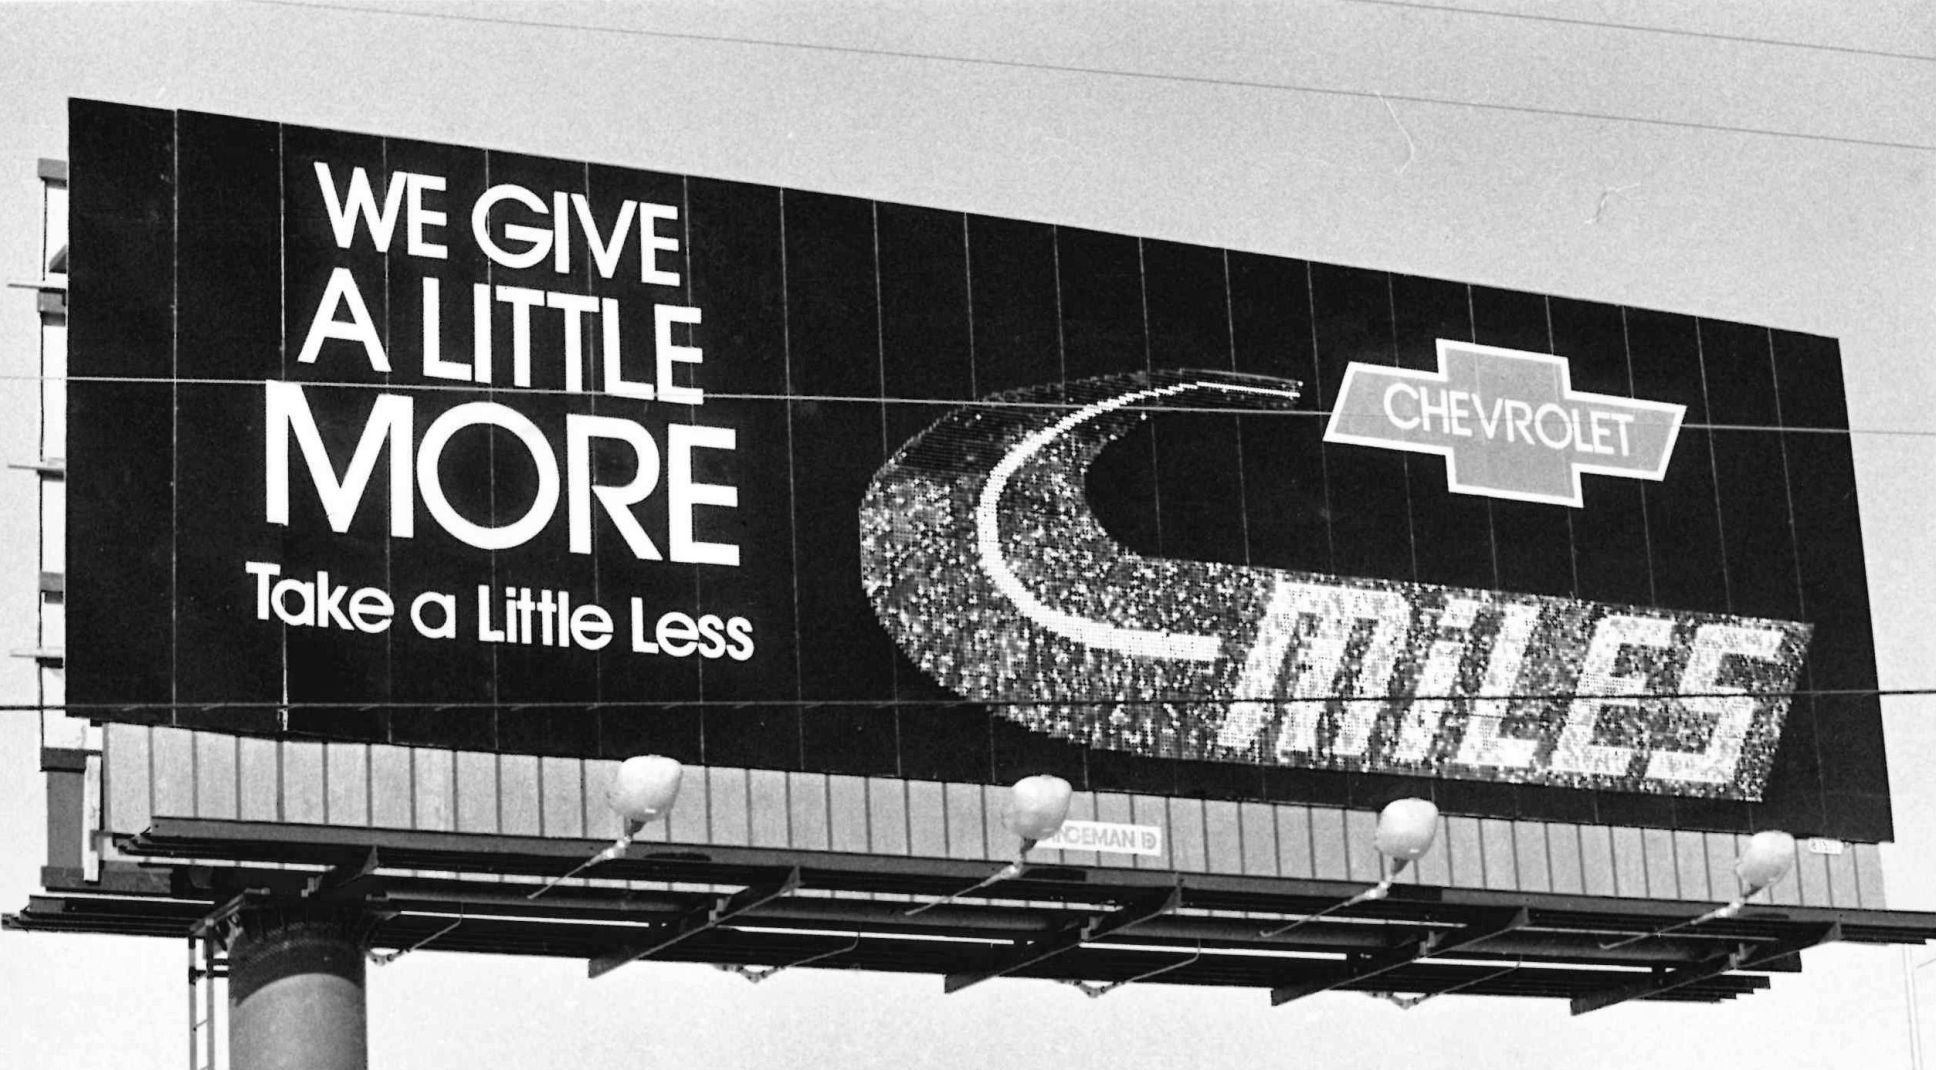 WE GIVE
A LITTLE
MORE
Take a Little Less
CHEVROLET
MiLES